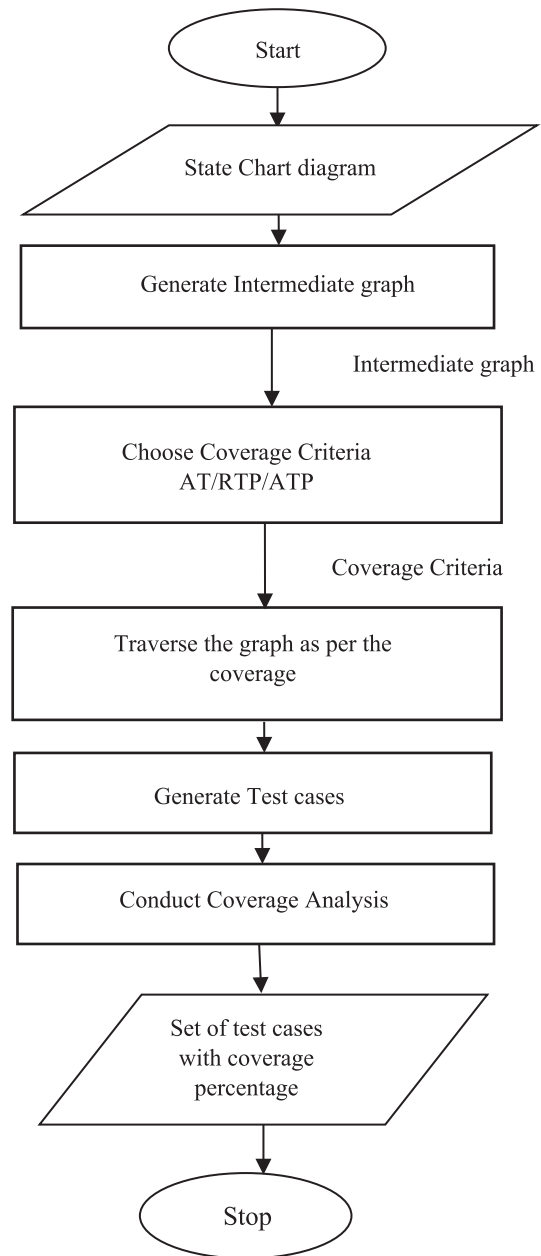 Start
State Chart diagram
Generate Intermediate graph
Intermediate graph
Choose Coverage Criteria
AT/RTP/ATP
Coverage Criteria
Traverse the graph as per the
coverage
Generate Test cases
Conduct Coverage Analysis
Set of test cases
with coverage
percentage
Stop